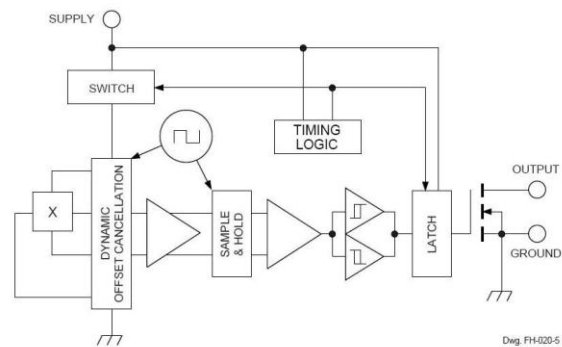 SUPPLY
SWITCH
TIMING
LOGIC
X
DYNAMIC
OFFSET CANCELLATION
SAMPLE
& HOLD
LATCH
OUTPUT
GROUND
Dwg. FH-020-5